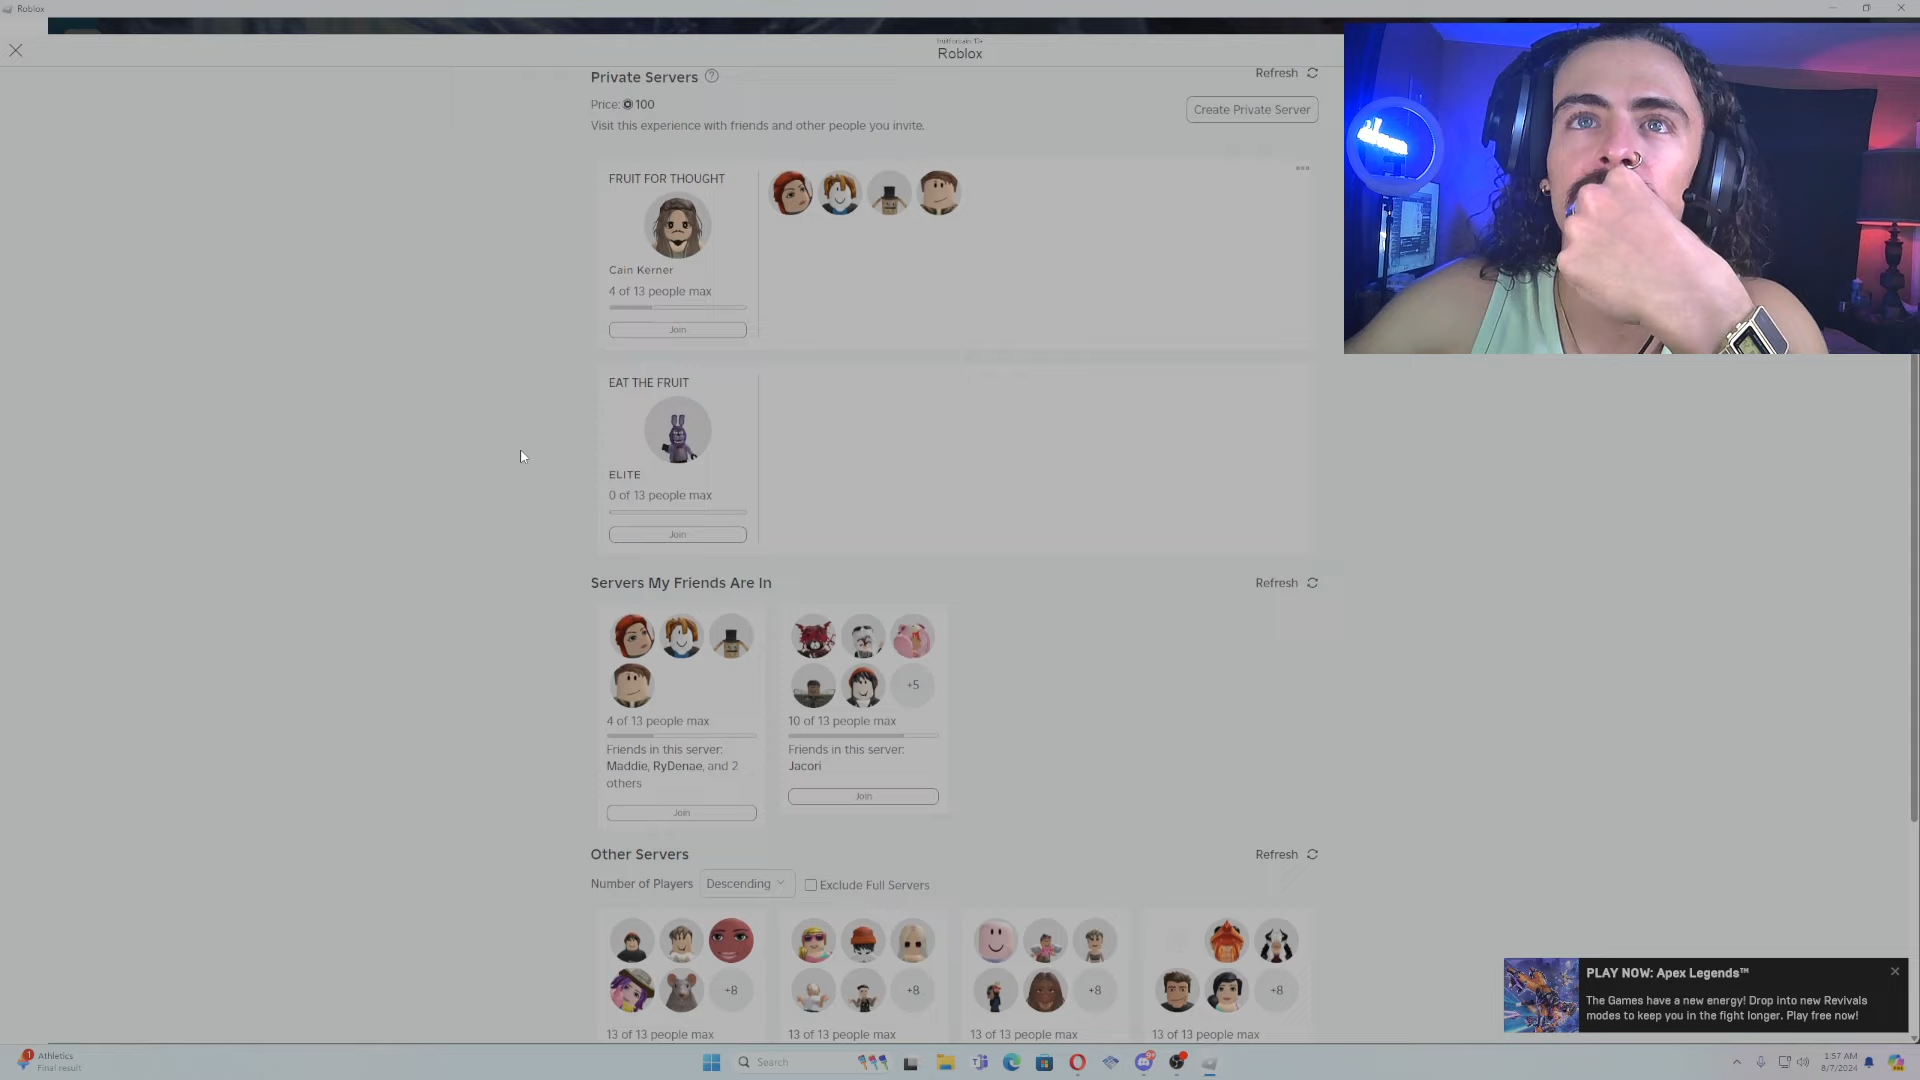 Roblox
fruitforcain 13+
Roblox
Private Servers ?
Refresh
Price: 100
Create Private Server
Visit this experience with friends and other people you invite.
FRUIT FOR THOUGHT
Cain Kerner
4 of 13 people max
Join
EAT THE FRUIT
ELITE
0 of 13 people max
Join
Servers My Friends Are In
Refresh
+5
4 of 13 people max
Friends in this server:
Maddie, RyDenae, and 2
others
Join
10 of 13 people max
Friends in this server:
Jacori
Join
Other Servers
Refresh
Number of Players Descending Exclude Full Servers
+8 +8 +8 +8
13 of 13 people max 13 of 13 people max 13 of 13 people max 13 of 13 people max
PLAY NOW: Apex Legends™
The Games have a new energy! Drop into new Revivals
modes to keep you in the fight longer. Play free now!
1
Athletics
Final result
Search
9+
1:57 AM
8/7/2024